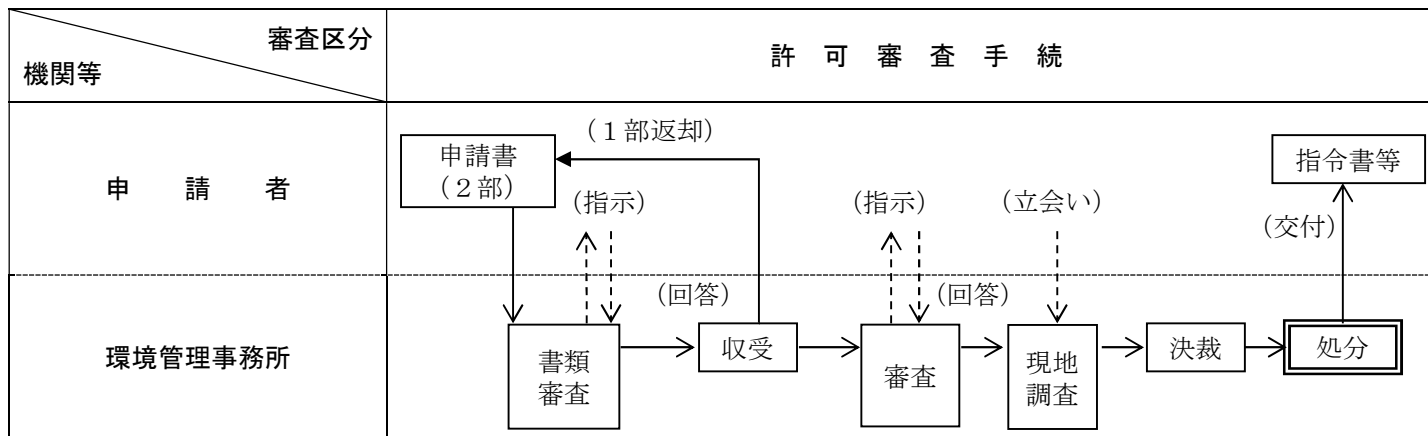 審査区分
機関等
許 可 審 査 手 続
申 請 者
申請書
(２部)
(１部返却)
(指示)
(指示)
(立会い)
指令書等
(交付)
環境管理事務所
(回答)
(回答)
書類
審査
収受
審査
現地
調査
決裁
処分